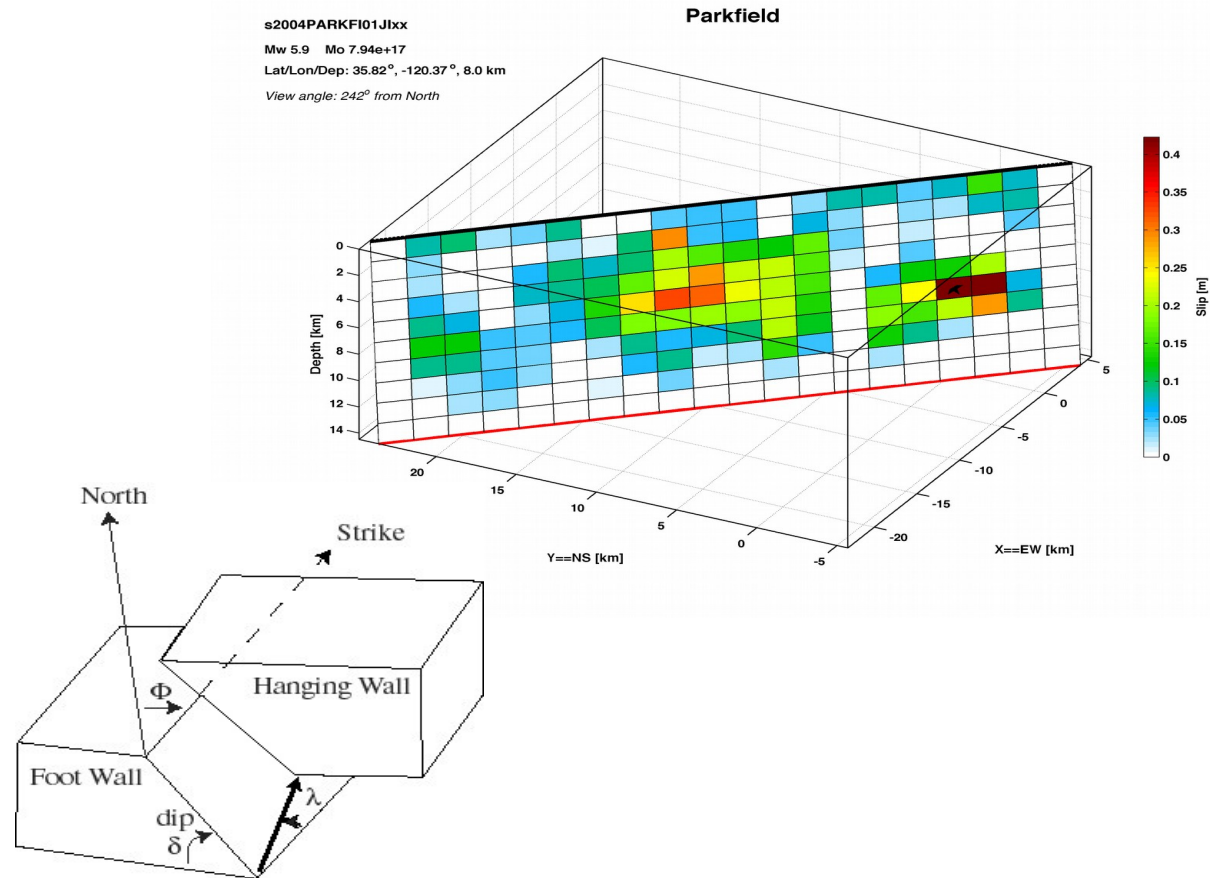 Parkfield
s2004PARKFI01JIxx
Mw 5.9 Mo 7.94e+17
Lat/Lon/Dep: 35.82°, -120.37°, 8.0 km
View angle: 242° from North
0
2
4
6
8
10
12
14
Depth [km]
20
15
10
5
0
-5
Y==NS [km]
5
0
-5
-10
-15
-20
X==EW [km]
0.4
0.35
0.3
0.25
0.2
0.15
0.1
0.05
0
Slip [m]
North
Strike
Φ
Hanging Wall
Foot Wall
λ
dip
δ